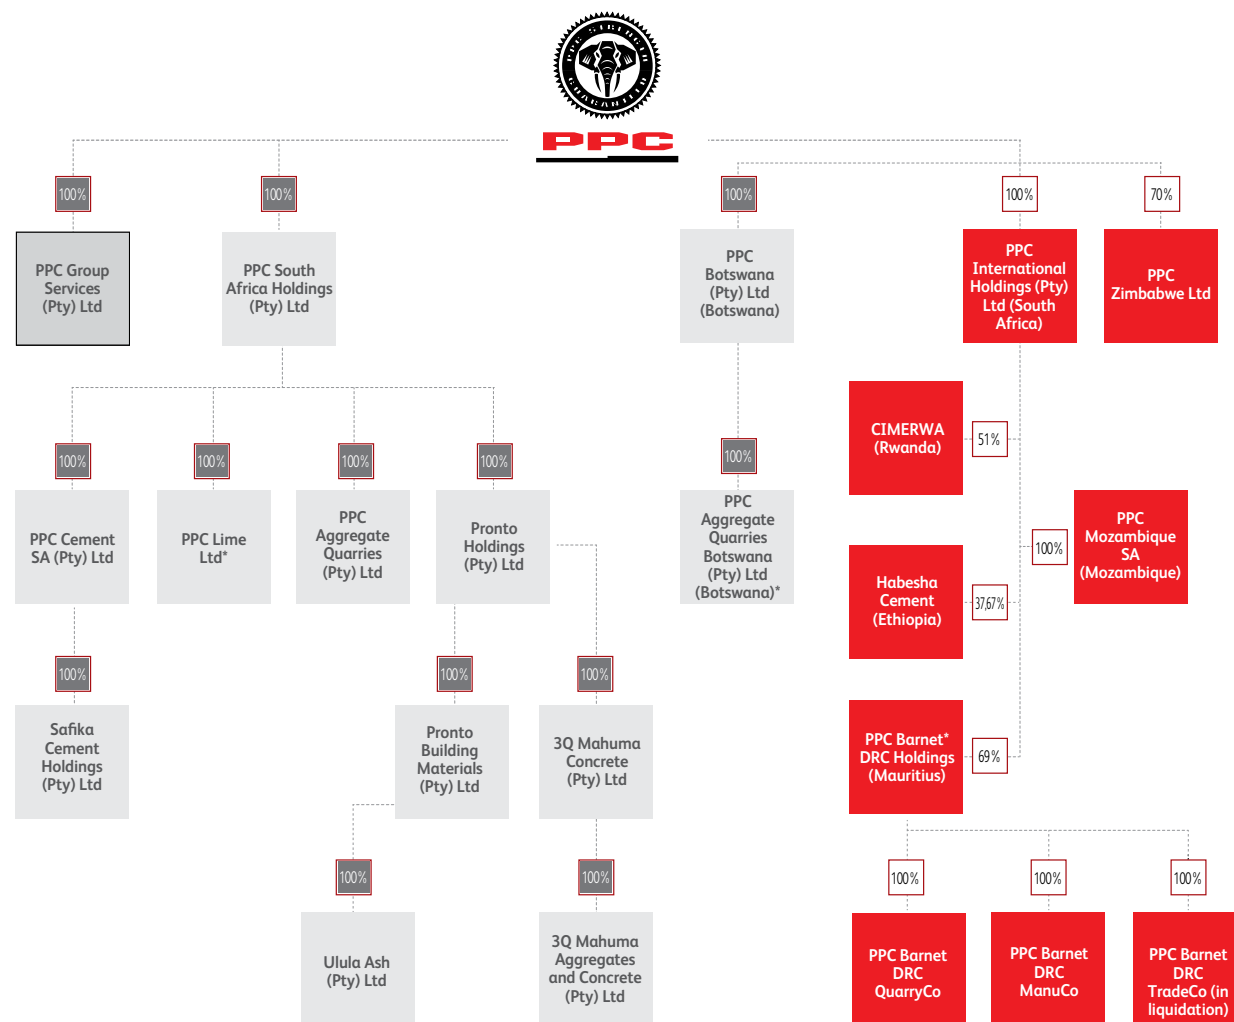 PPC STRENGTH
GUARANTEED
PPC
100%
100%
100%
100%
70%
PPC Group
Services
(Pty) Ltd
PPC South
Africa Holdings
(Pty) Ltd
PPC
Botswana
(Pty) Ltd
(Botswana)
PPC
International
Holdings (Pty)
Ltd (South
Africa)
PPC
Zimbabwe Ltd
CIMERWA
(Rwanda)
51%
100%
100%
100%
100%
100%
PPC Cement
SA (Pty) Ltd
PPC Lime
Ltd*
PPC
Aggregate
Quarries
(Pty) Ltd
Pronto
Holdings
(Pty) Ltd
PPC
Aggregate
Quarries
Botswana
(Pty) Ltd
(Botswana)*
100%
PPC
Mozambique
SA
(Mozambique)
Habesha
Cement
(Ethiopia)
37,67%
100%
100%
100%
Safika
Cement
Holdings
(Pty) Ltd
Pronto
Building
Materials
(Pty) Ltd
3Q Mahuma
Concrete
(Pty) Ltd
PPC Barnet*
DRC Holdings
(Mauritius)
69%
100%
100%
100%
100%
100%
Ulula Ash
(Pty) Ltd
3Q Mahuma
Aggregates
and Concrete
(Pty) Ltd
PPC Barnet
DRC
QuarryCo
PPC Barnet
DRC
ManuCo
PPC Barnet
DRC
TradeCo (in
liquidation)